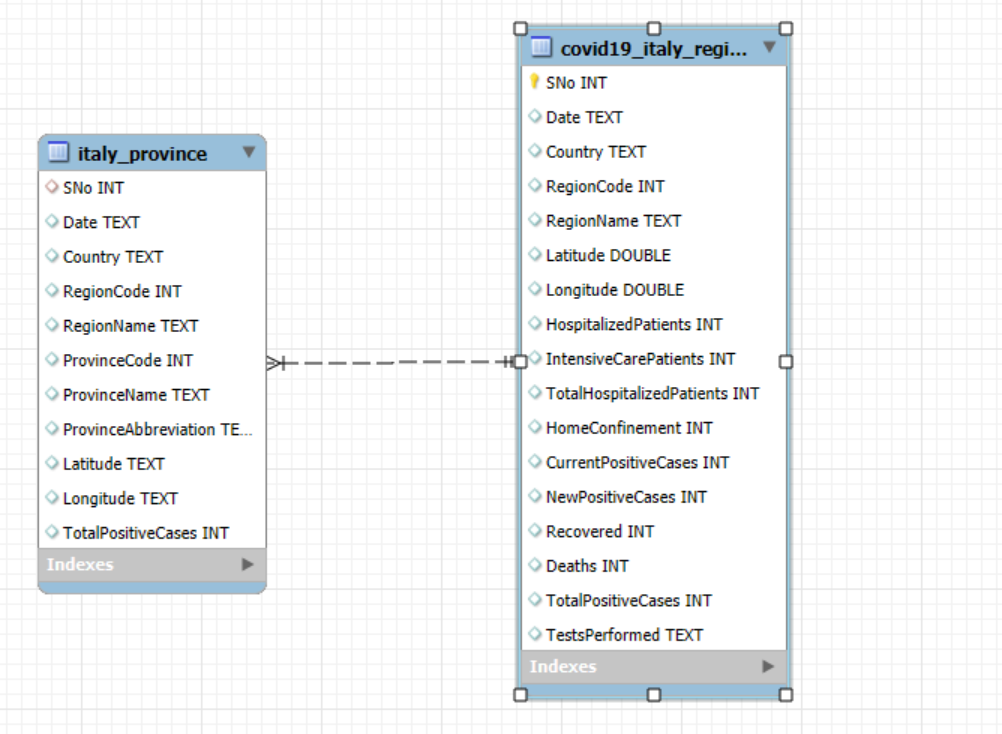 italy_province
SNo INT
Date TEXT
Country TEXT
RegionCode INT
RegionName TEXT
ProvinceCode INT
ProvinceName TEXT
ProvinceAbbreviation TE...
Latitude TEXT
Longitude TEXT
TotalPositiveCases INT
Indexes
covid19_italy_regi...
SNo INT
Date TEXT
Country TEXT
RegionCode INT
RegionName TEXT
Latitude DOUBLE
Longitude DOUBLE
HospitalizedPatients INT
IntensiveCarePatients INT
TotalHospitalizedPatients INT
HomeConfinement INT
CurrentPositiveCases INT
NewPositiveCases INT
Recovered INT
Deaths INT
TotalPositiveCases INT
TestsPerformed TEXT
Indexes